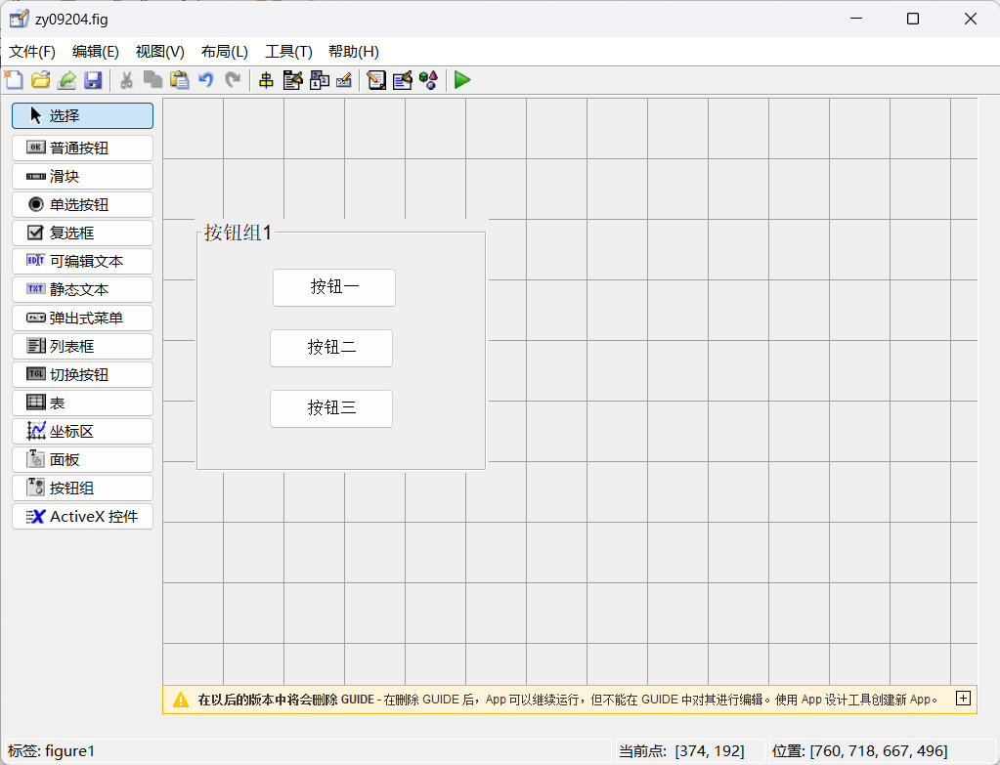 zy09204.fig
文件(F) 编辑(E) 视图(V) 布局(L) 工具(T) 帮助(H)
选择
OK 普通按钮
滑块
单选按钮
复选框
EDIT 可编辑文本
TXT 静态文本
弹出式菜单
列表框
TGL 切换按钮
表
坐标区
面板
按钮组
ActiveX 控件
按钮组1
按钮一
按钮二
按钮三
在以后的版本中将会删除 GUIDE - 在删除 GUIDE 后，App 可以继续运行，但不能在 GUIDE 中对其进行编辑。使用 App 设计工具创建新 App。
标签: figure1 当前点: [374, 192] 位置: [760, 718, 667, 496]